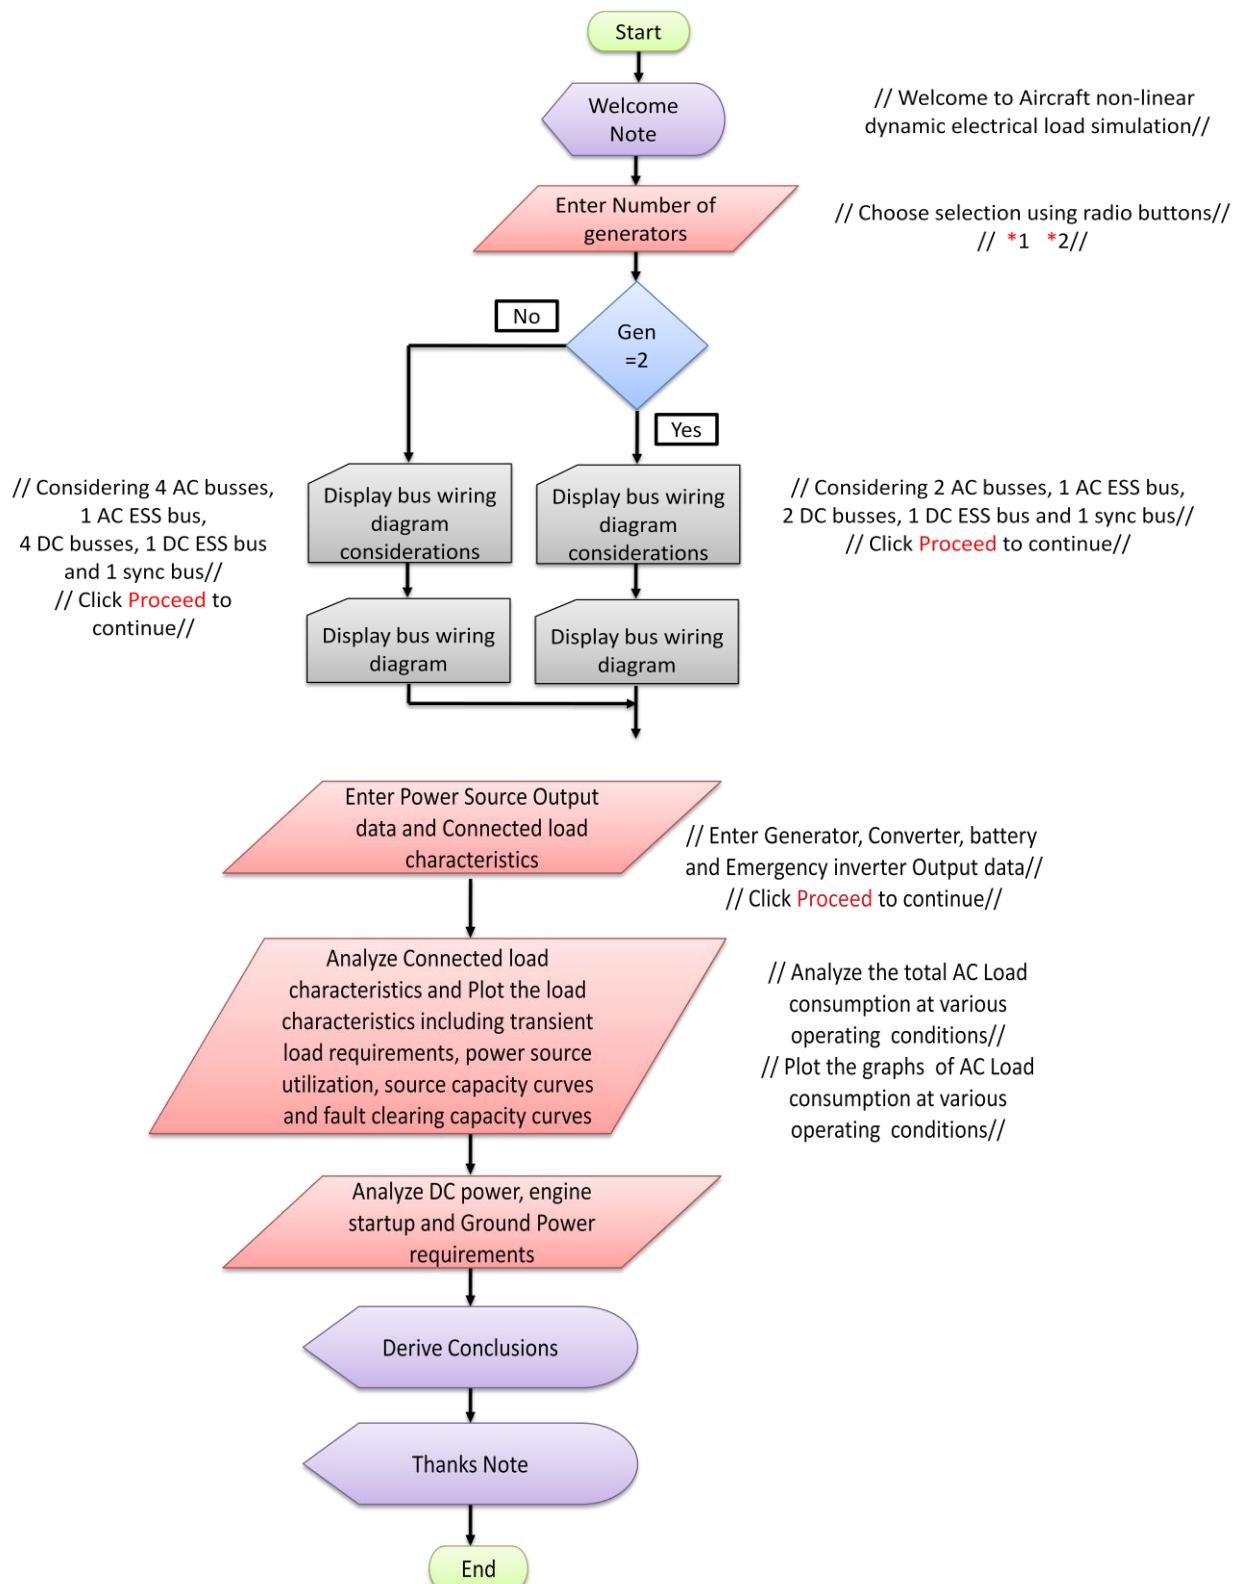 Start
Welcome
Note
// Welcome to Aircraft non-linear
dynamic electrical load simulation//
Enter Number of
generators
// Choose selection using radio buttons//
// *1 *2//
No
Gen
=2
Yes
// Considering 4 AC busses,
1 AC ESS bus,
4 DC busses, 1 DC ESS bus
and 1 sync bus//
// Click Proceed to
continue//
Display bus wiring
diagram
considerations
Display bus wiring
diagram
considerations
// Considering 2 AC busses, 1 AC ESS bus,
2 DC busses, 1 DC ESS bus and 1 sync bus//
// Click Proceed to continue//
Display bus wiring
diagram
Display bus wiring
diagram
Enter Power Source Output
data and Connected load
characteristics
// Enter Generator, Converter, battery
and Emergency inverter Output data//
// Click Proceed to continue//
Analyze Connected load
characteristics and Plot the load
characteristics including transient
load requirements, power source
utilization, source capacity curves
and fault clearing capacity curves
// Analyze the total AC Load
consumption at various
operating conditions//
// Plot the graphs of AC Load
consumption at various
operating conditions//
Analyze DC power, engine
startup and Ground Power
requirements
Derive Conclusions
Thanks Note
End